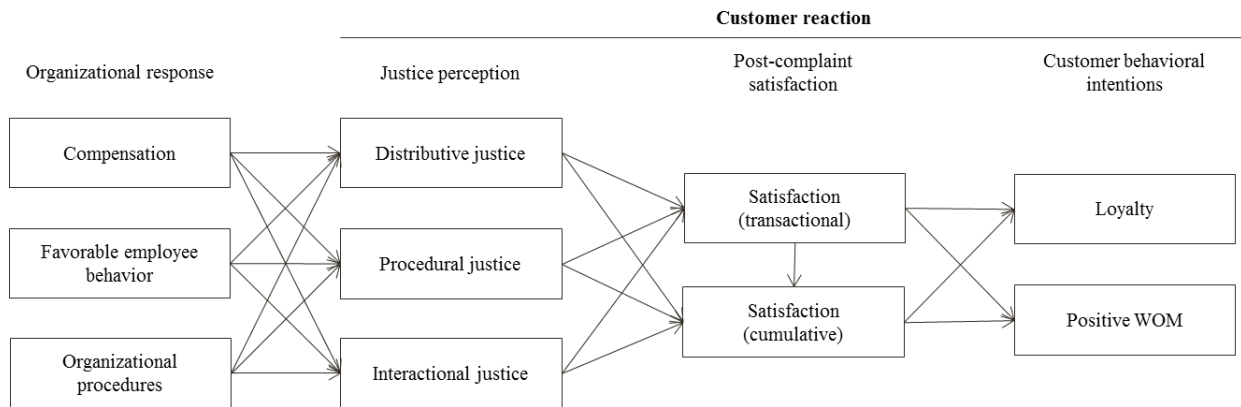 Customer reaction
Organizational response
Justice perception
Post-complaint
satisfaction
Customer behavioral
intentions
Compensation
Distributive justice
Satisfaction
(transactional)
Loyalty
Favorable employee
behavior
Procedural justice
Satisfaction
(cumulative)
Positive WOM
Organizational
procedures
Interactional justice